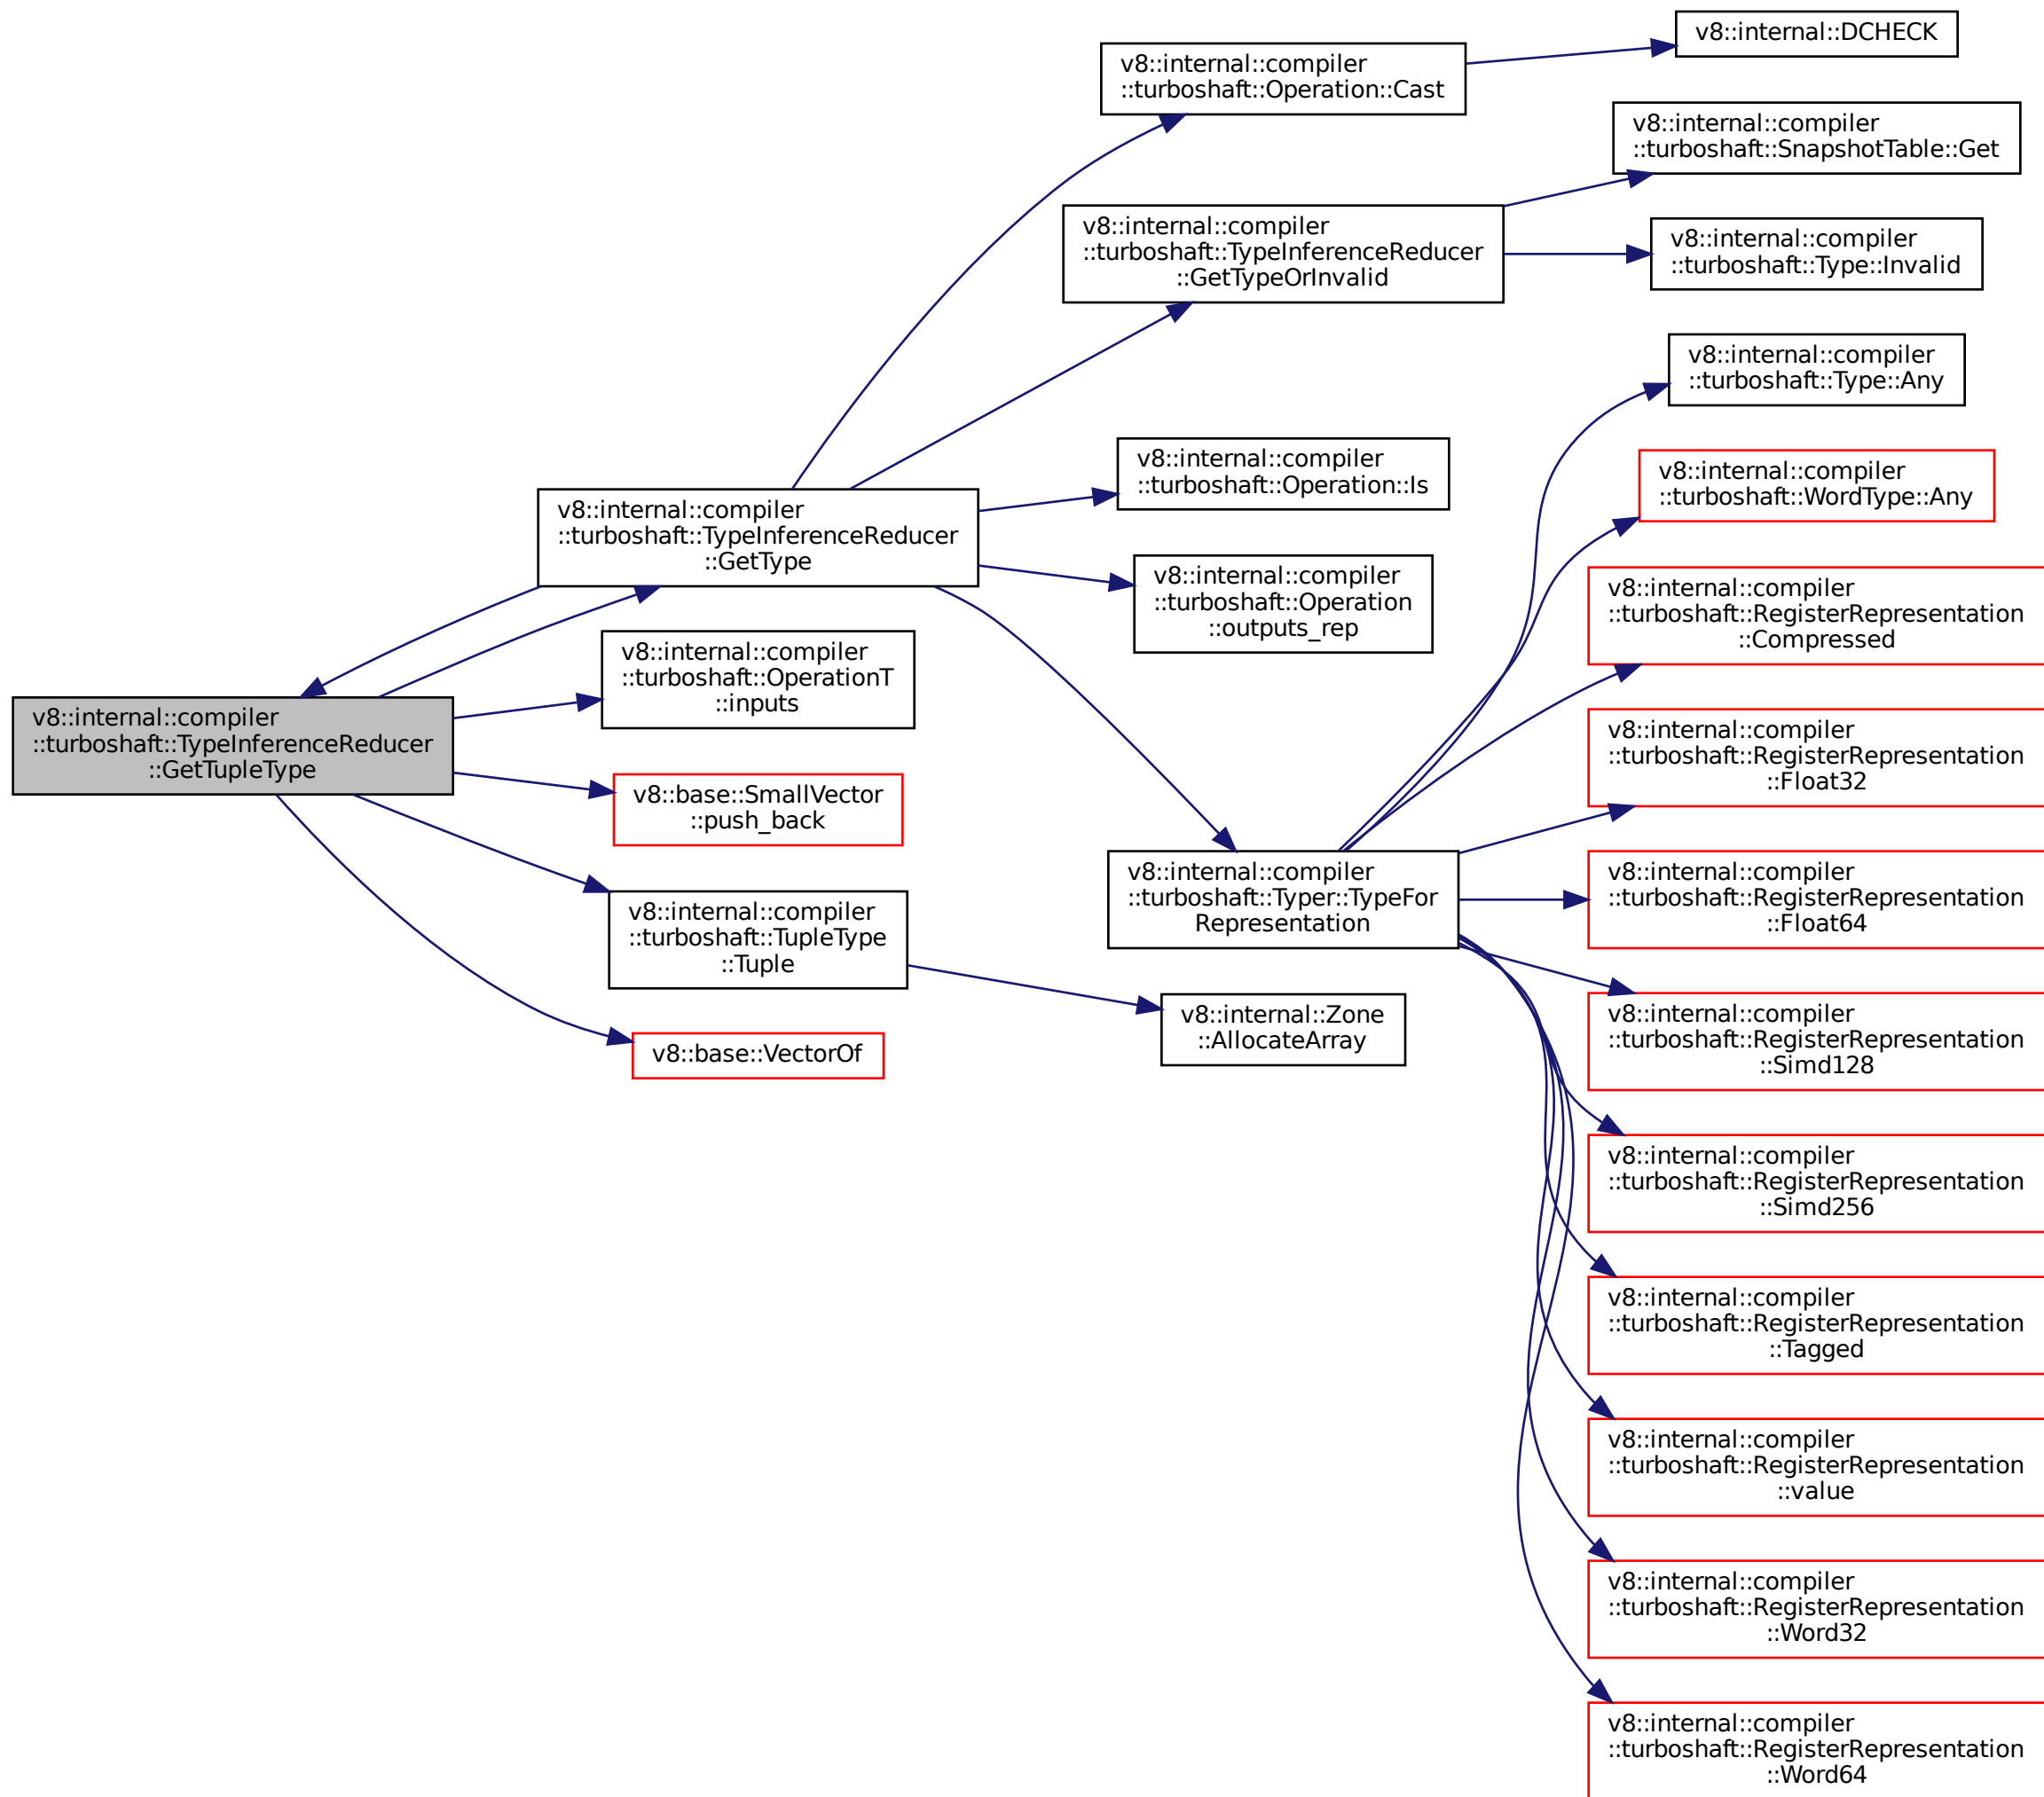 v8::internal::compiler
::turboshaft::TypeInferenceReducer
::GetTupleType
v8::internal::compiler
::turboshaft::TypeInferenceReducer
::GetType
v8::internal::compiler
::turboshaft::OperationT
::inputs
v8::base::SmallVector
::push_back
v8::internal::compiler
::turboshaft::TupleType
::Tuple
v8::base::VectorOf
v8::internal::compiler
::turboshaft::Operation::Cast
v8::internal::compiler
::turboshaft::TypeInferenceReducer
::GetTypeOrInvalid
v8::internal::compiler
::turboshaft::Operation::Is
v8::internal::compiler
::turboshaft::Operation
::outputs_rep
v8::internal::compiler
::turboshaft::Typer::TypeFor
Representation
v8::internal::Zone
::AllocateArray
v8::internal::DCHECK
v8::internal::compiler
::turboshaft::SnapshotTable::Get
v8::internal::compiler
::turboshaft::Type::Invalid
v8::internal::compiler
::turboshaft::Type::Any
v8::internal::compiler
::turboshaft::WordType::Any
v8::internal::compiler
::turboshaft::RegisterRepresentation
::Compressed
v8::internal::compiler
::turboshaft::RegisterRepresentation
::Float32
v8::internal::compiler
::turboshaft::RegisterRepresentation
::Float64
v8::internal::compiler
::turboshaft::RegisterRepresentation
::Simd128
v8::internal::compiler
::turboshaft::RegisterRepresentation
::Simd256
v8::internal::compiler
::turboshaft::RegisterRepresentation
::Tagged
v8::internal::compiler
::turboshaft::RegisterRepresentation
::value
v8::internal::compiler
::turboshaft::RegisterRepresentation
::Word32
v8::internal::compiler
::turboshaft::RegisterRepresentation
::Word64